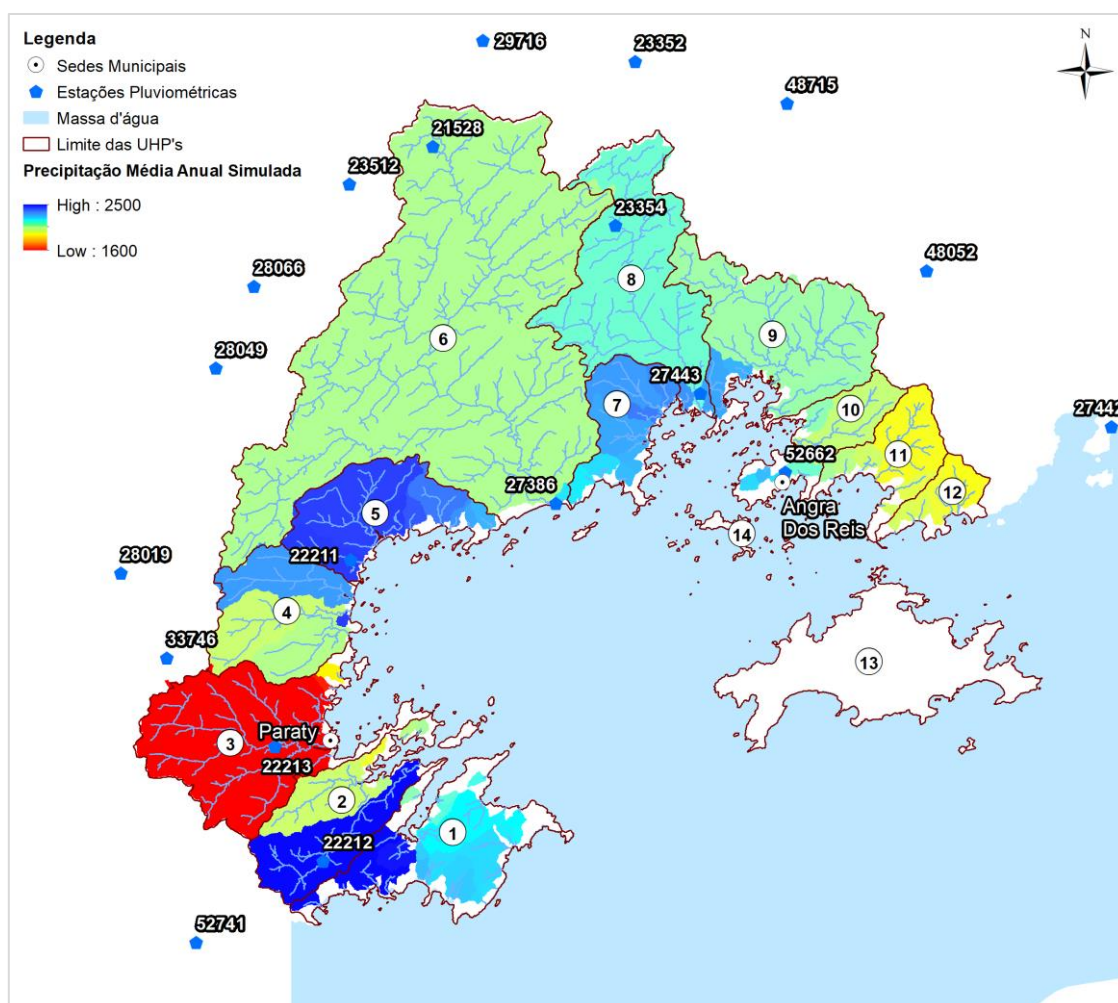 Legenda
Sedes Municipais
Estações Pluviométricas
Massa d'água
Limite das UHP's
Precipitação Média Anual Simulada
High : 2500
Low : 1600
N
29716
23352
48715
21528
23512
23354
48052
28066
8
6
9
28049
27443
7
10
27442
11
52662
12
27386
5
Angra
Dos Reis
14
22211
28019
4
33746
13
Paraty
3
22213
2
1
22212
52741